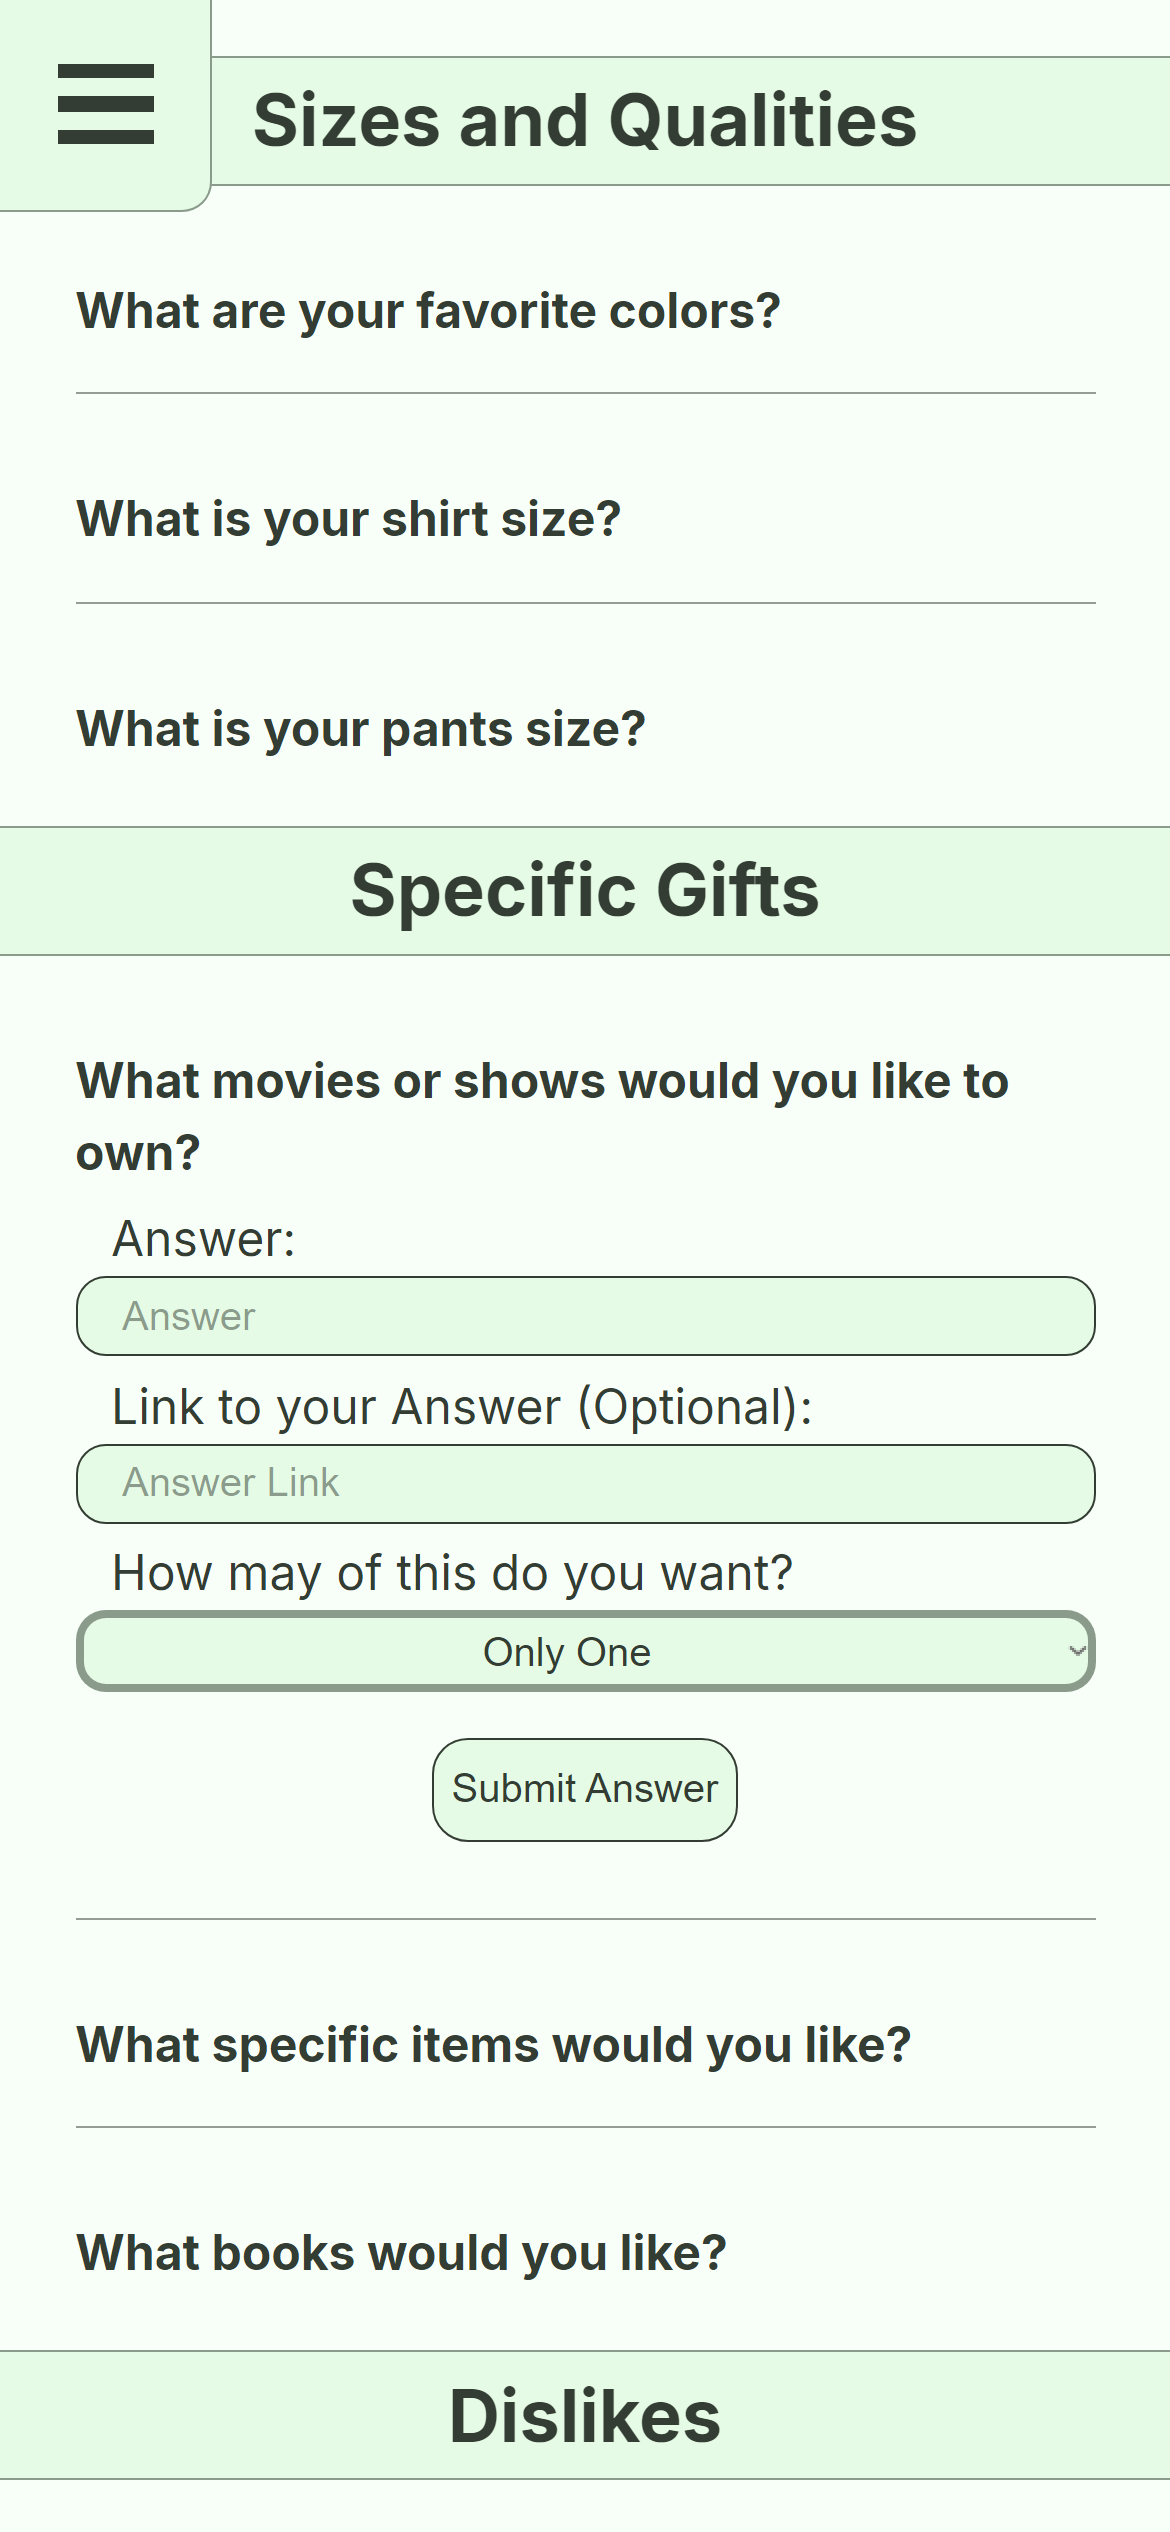 Sizes and Qualities
What are your favorite colors?
What is your shirt size?
What is your pants size?
Specific Gifts
What movies or shows would you like to
own?
Answer:
Answer
Link to your Answer (Optional):
Answer Link
How may of this do you want?
Only One
Submit Answer
What specific items would you like?
What books would you like?
Dislikes